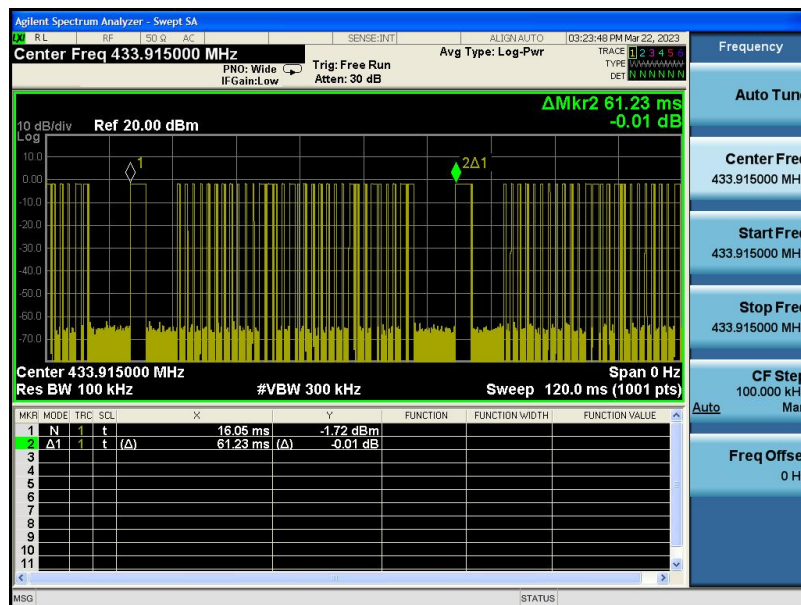 Agilent Spectrum Analyzer - Swept SA
LXI RL RF 50 Ω AC SENSE:INT ALIGN AUTO 03:23:48 PM Mar 22, 2023
Center Freq 433.915000 MHz
PNO: Wide
IFGain:Low
Trig: Free Run
Atten: 30 dB
Avg Type: Log-Pwr
TRACE 1 2 3 4 5 6
TYPE WWWWWW
DET N N N N N N
ΔMkr2 61.23 ms
-0.01 dB
10 dB/div Ref 20.00 dBm
Log
10.0
0.00
-10.0
-20.0
-30.0
-40.0
-50.0
-60.0
-70.0
1
2Δ1
Center 433.915000 MHz Span 0 Hz
Res BW 100 kHz #VBW 300 kHz Sweep 120.0 ms (1001 pts)
MKR MODE TRC SCL X Y FUNCTION FUNCTION WIDTH FUNCTION VALUE
1 N 1 t 16.05 ms -1.72 dBm
2 Δ1 1 t (Δ) 61.23 ms (Δ) -0.01 dB
3
4
5
6
7
8
9
10
11
MSG STATUS
Frequency
Auto Tun
Center Fre
433.915000 MH
Start Fre
433.915000 MH
Stop Fre
433.915000 MH
CF Ste
100.000 kH
Auto Ma
Freq Offse
0 H